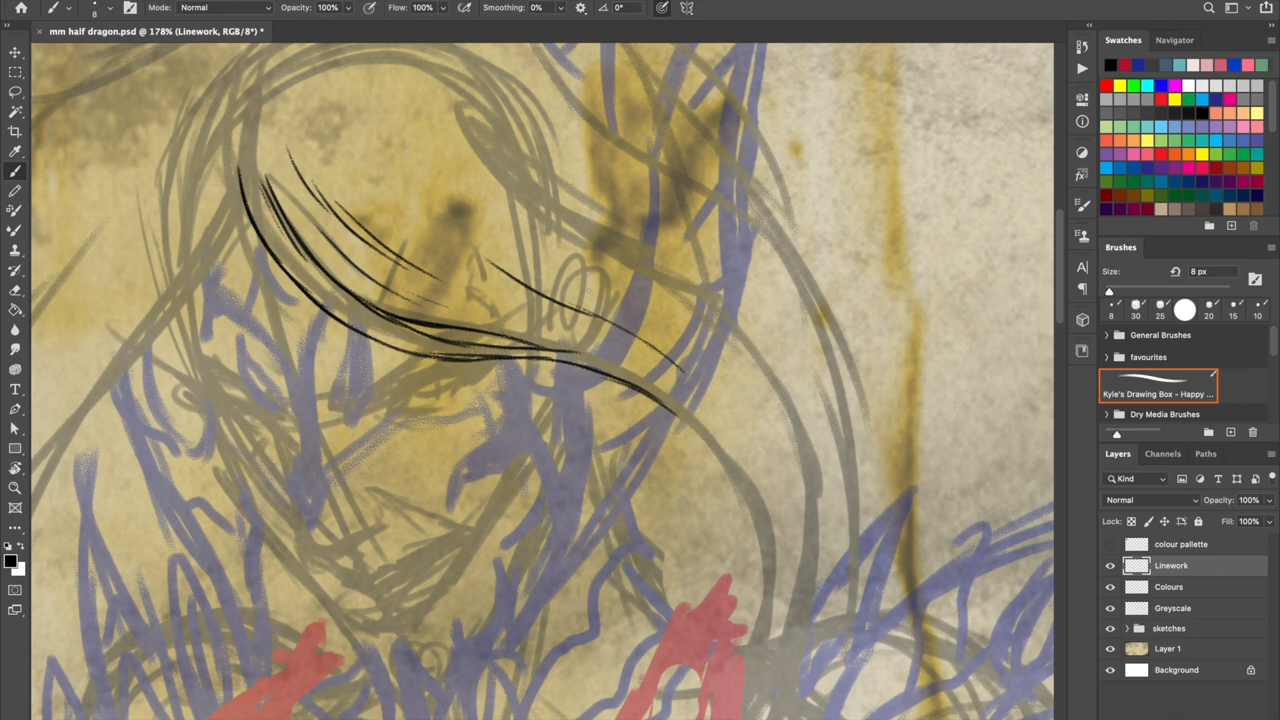 8 Mode: Normal Opacity: 100% Flow: 100% Smoothing: 0% 0°
× mm half dragon.psd @ 178% (Linework, RGB/8*) *
Swatches Navigator
Brushes
Size: 8 px
8 30 25 20 15 10
General Brushes
favourites
Kyle's Drawing Box - Happy ...
Dry Media Brushes
Layers Channels Paths
Kind
Normal Opacity: 100%
Lock: Fill: 100%
colour pallette
Linework
Colours
Greyscale
sketches
Layer 1
Background